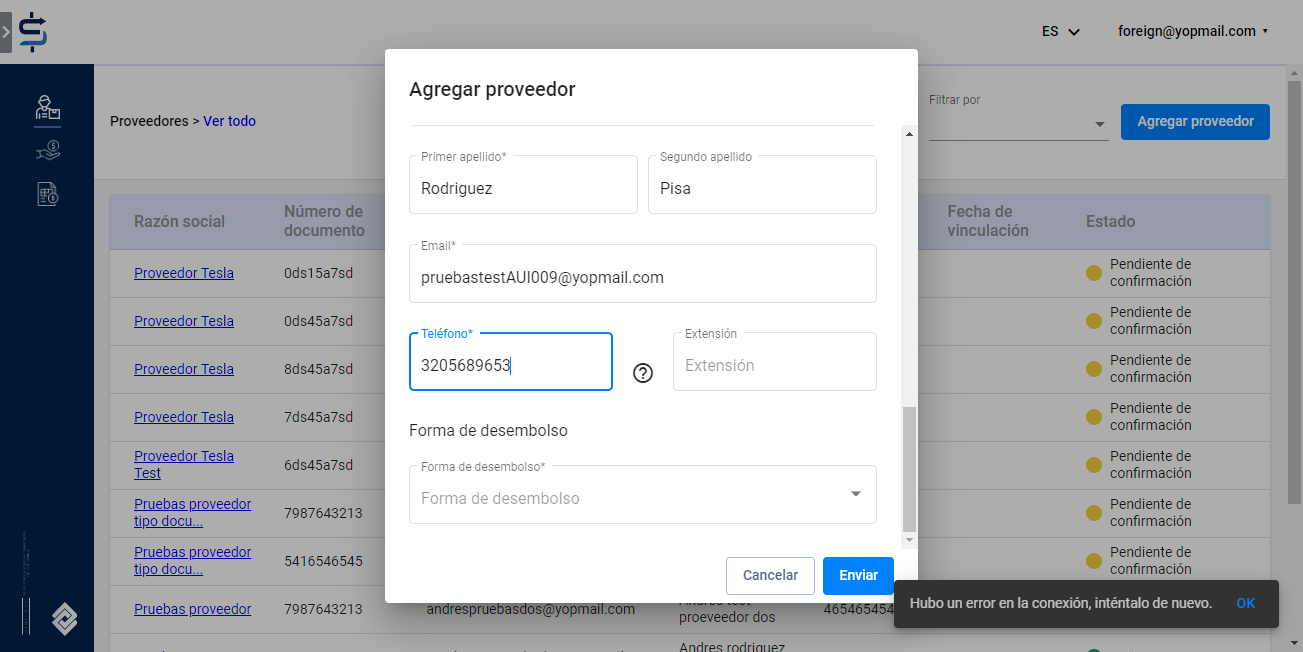 ES
foreign@yopmail.com
Agregar proveedor
Proveedores > Ver todo
Filtrar por
Agregar proveedor
Primer apellido*
Rodriguez
Segundo apellido
Pisa
Email*
pruebastestAUI009@yopmail.com
Teléfono*
3205689653
Extensión
Extensión
Forma de desembolso
Forma de desembolso*
Forma de desembolso
Cancelar
Enviar
Razón social
Número de
documento
Fecha de
vinculación
Estado
Proveedor Tesla
0ds15a7sd
Pendiente de
confirmación
Proveedor Tesla
0ds45a7sd
Pendiente de
confirmación
Proveedor Tesla
8ds45a7sd
Pendiente de
confirmación
Proveedor Tesla
7ds45a7sd
Pendiente de
confirmación
Proveedor Tesla
Test
6ds45a7sd
Pendiente de
confirmación
Pruebas proveedor
tipo docu...
7987643213
Pendiente de
confirmación
Pruebas proveedor
tipo docu...
5416546545
Pendiente de
confirmación
Pruebas proveedor
7987643213
andrespruebasdos@yopmail.com
proeveedor dos
465465454
Andres rodriguez
Hubo un error en la conexión, inténtalo de nuevo.
OK